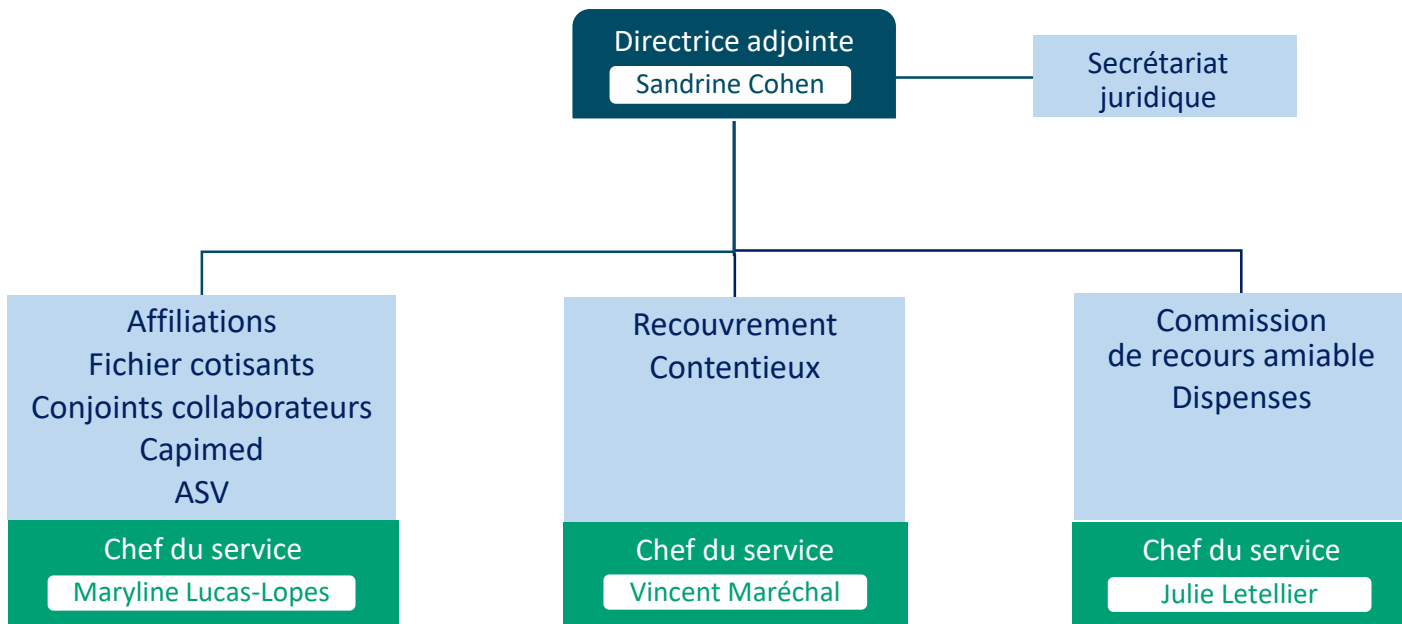 Directrice adjointe
Sandrine Cohen
Secrétariat
juridique
Affiliations
Fichier cotisants
Conjoints collaborateurs
Capimed
ASV
Chef du service
Maryline Lucas-Lopes
Recouvrement
Contentieux
Chef du service
Vincent Maréchal
Commission
de recours amiable
Dispenses
Chef du service
Julie Letellier